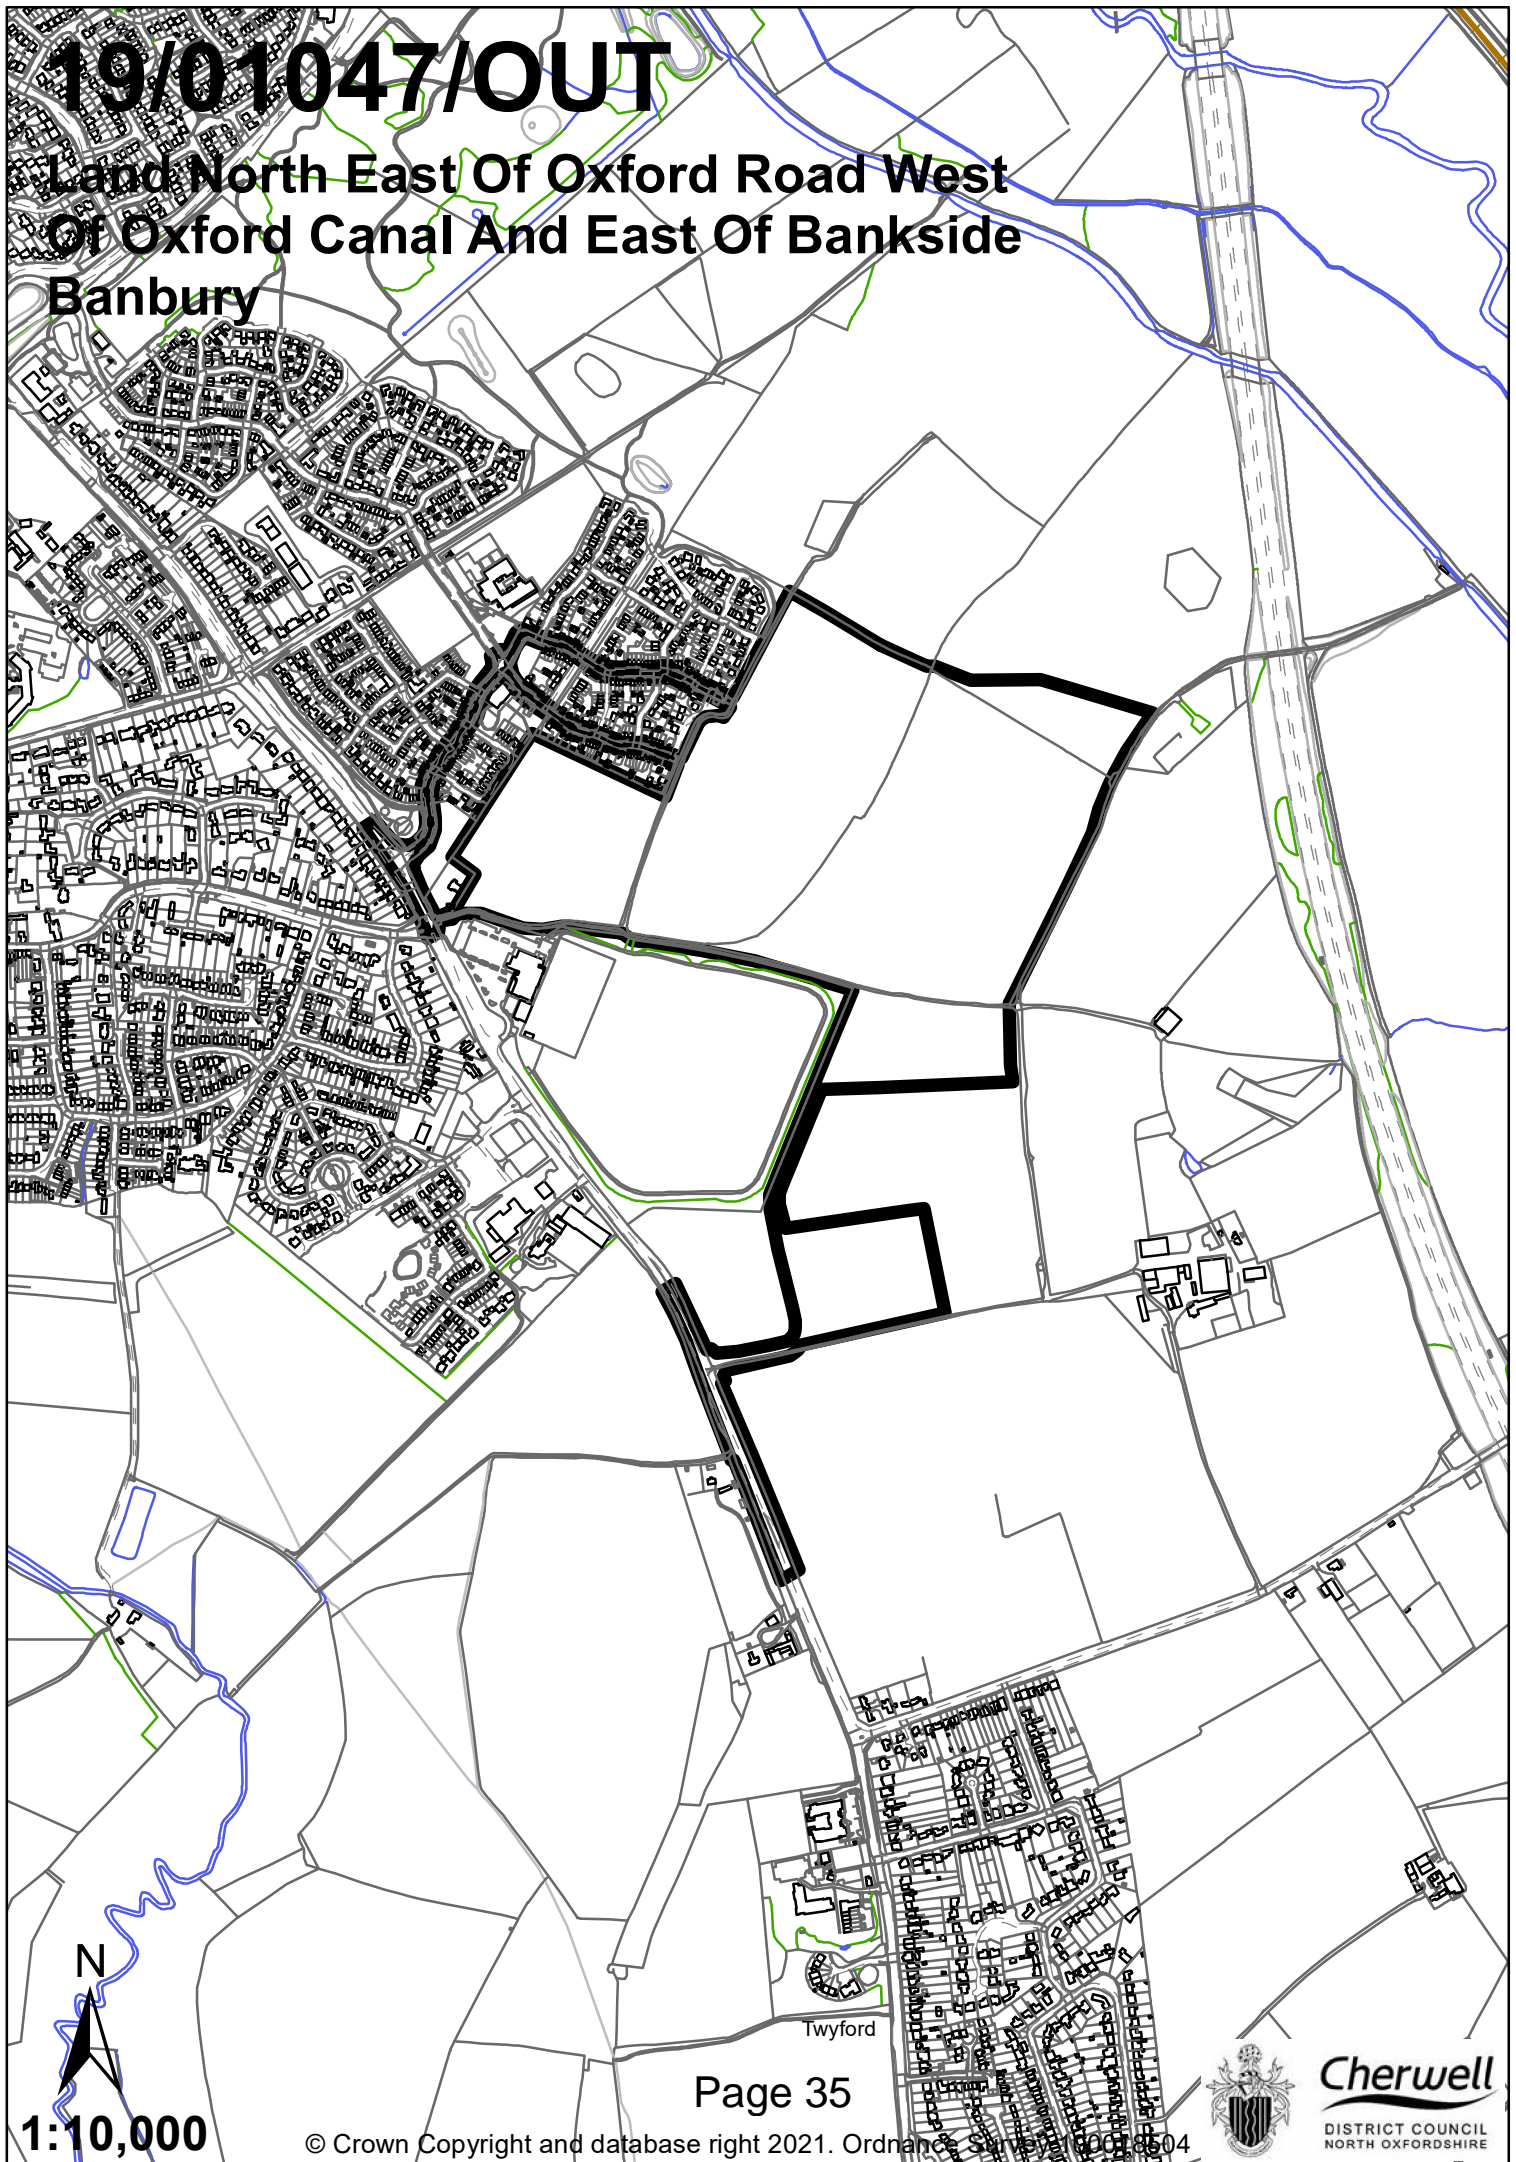 19/01047/OUT
Land North East Of Oxford Road West
Of Oxford Canal And East Of Bankside
Banbury
N
Twyford
Page 35
1:10,000
© Crown Copyright and database right 2021. Ordnance Survey 100018504
Cherwell
DISTRICT COUNCIL
NORTH OXFORDSHIRE